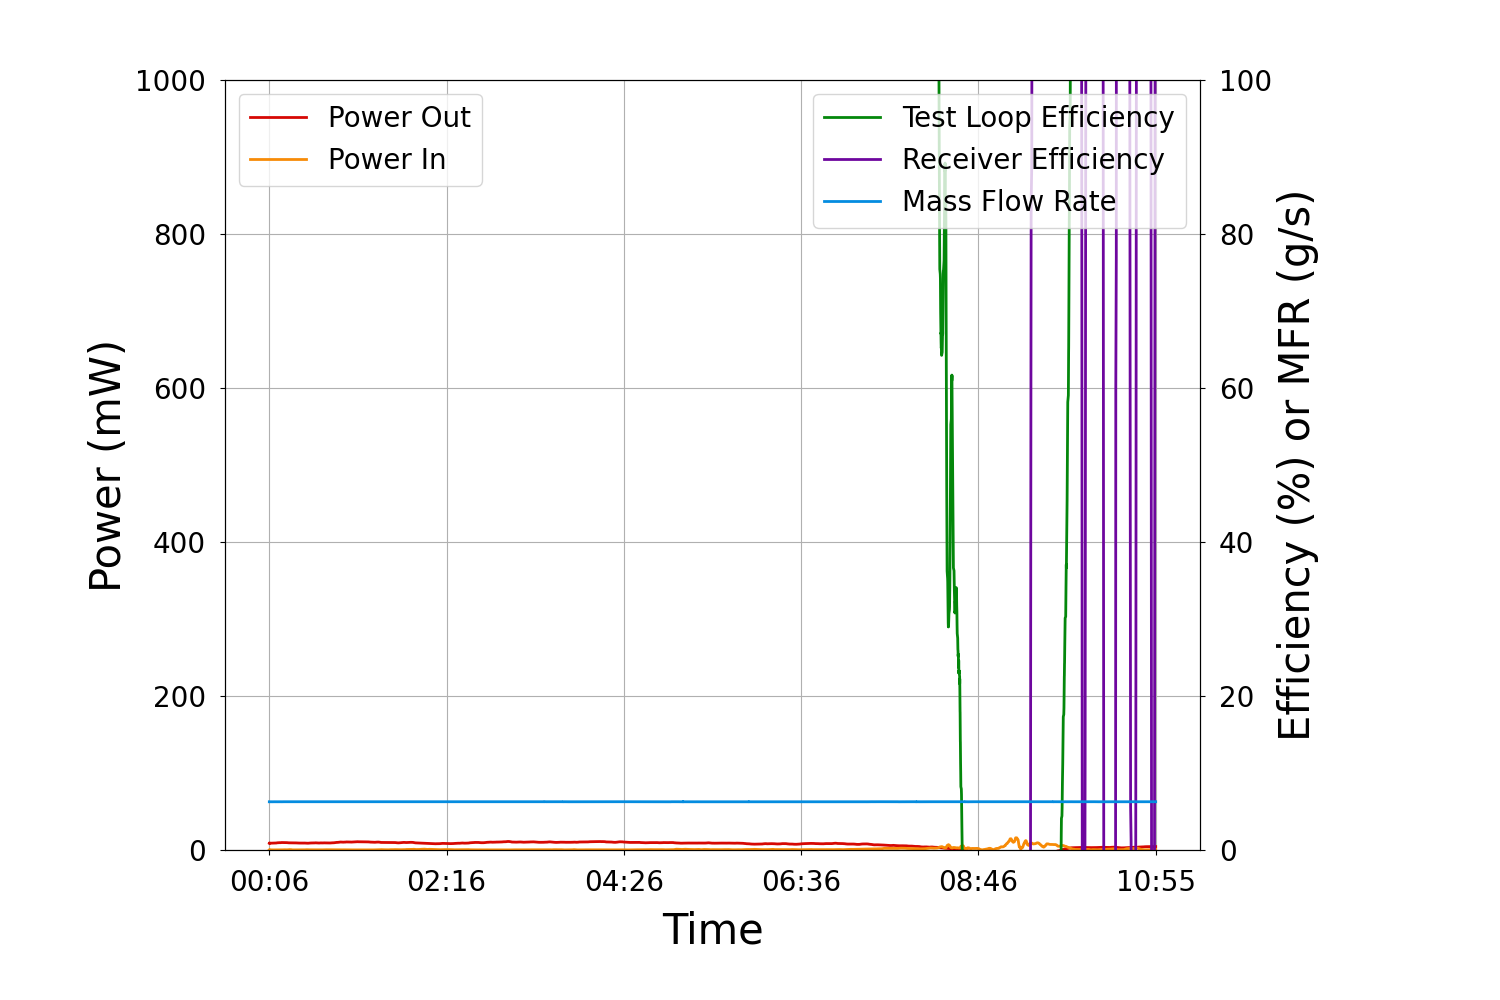 Power Out
Power In
Test Loop Efficiency
Receiver Efficiency
Mass Flow Rate
1000
800
600
400
200
0
Power (mW)
100
80
60
40
20
0
Efficiency (%) or MFR (g/s)
00:06 02:16 04:26 06:36 08:46 10:55
Time